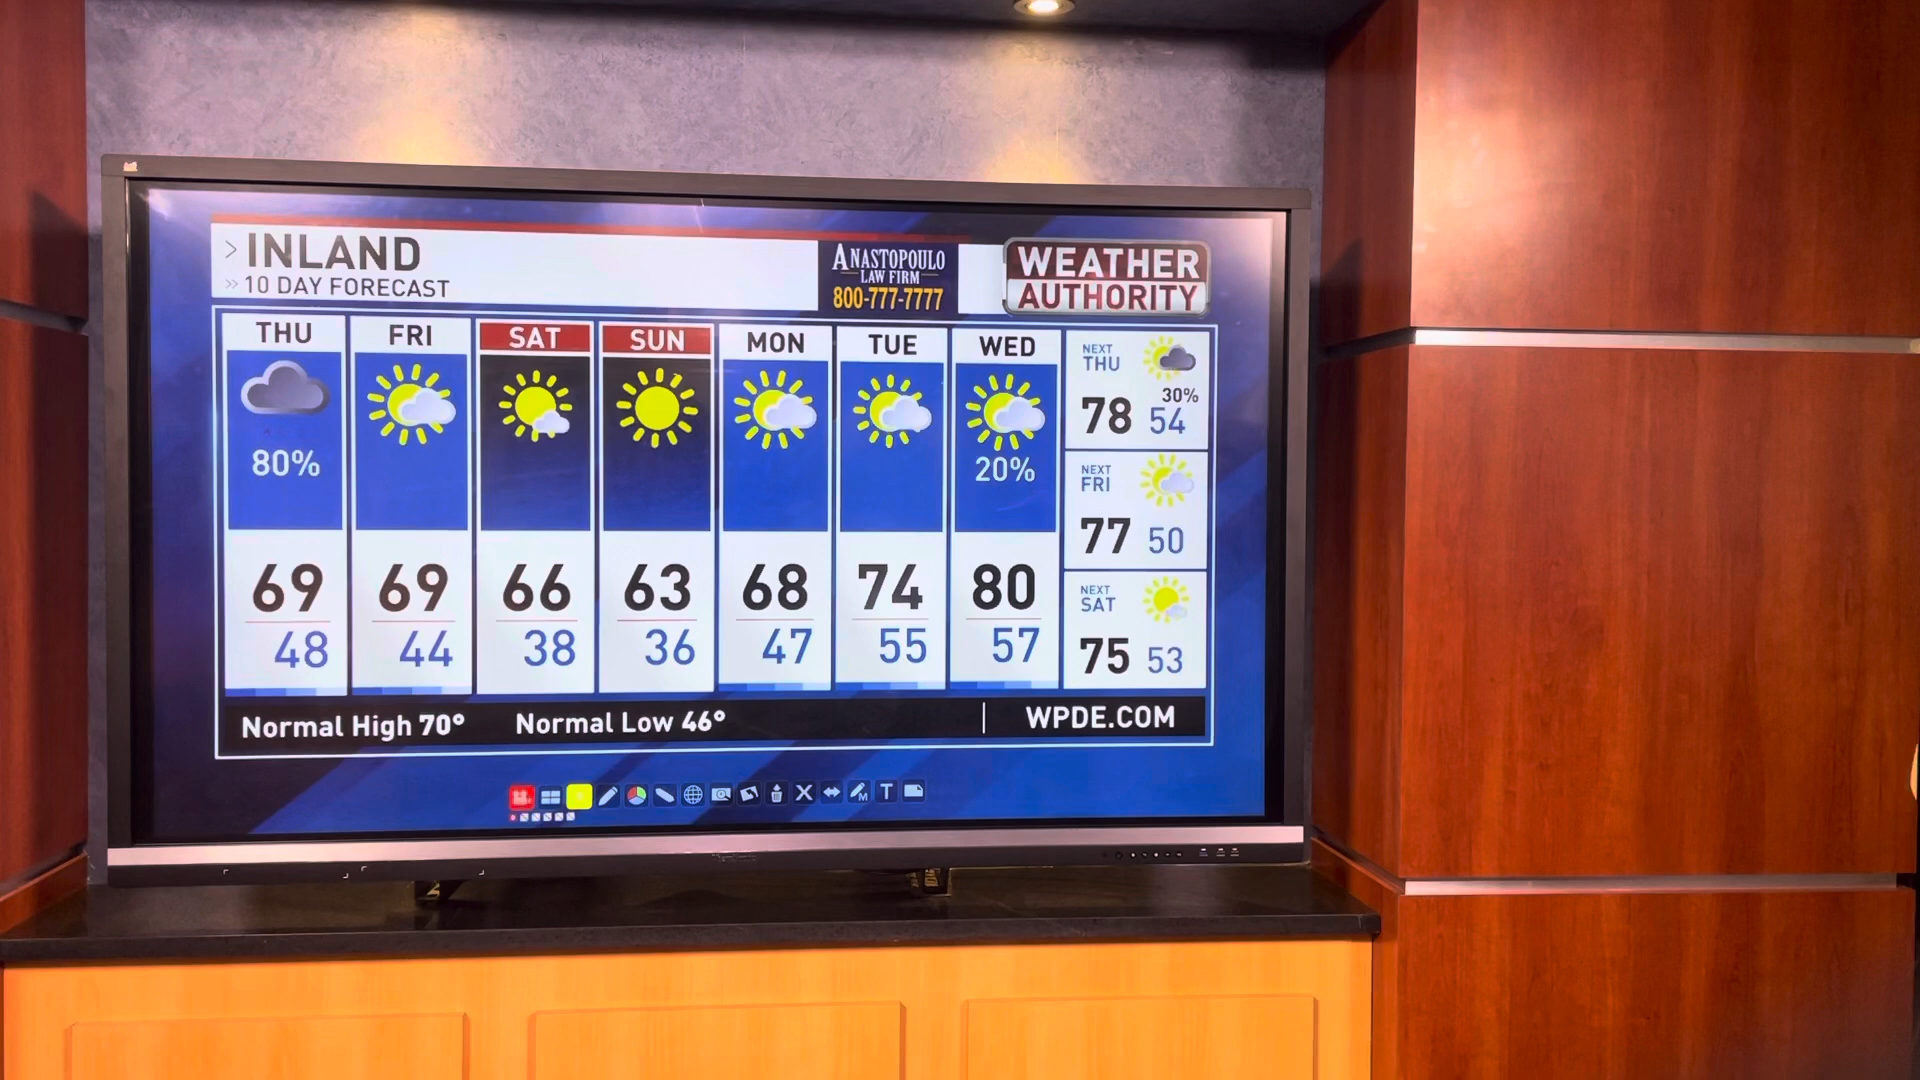 > INLAND
» 10 DAY FORECAST
ANASTOPOULO
LAW FIRM
800-777-7777
WEATHER
AUTHORITY
THU
80%
69
48
FRI
69
44
SAT
66
38
SUN
63
36
MON
68
47
TUE
74
55
WED
20%
80
57
NEXT
THU
30%
78 54
NEXT
FRI
77 50
NEXT
SAT
75 53
Normal High 70° Normal Low 46° | WPDE.COM
M
T